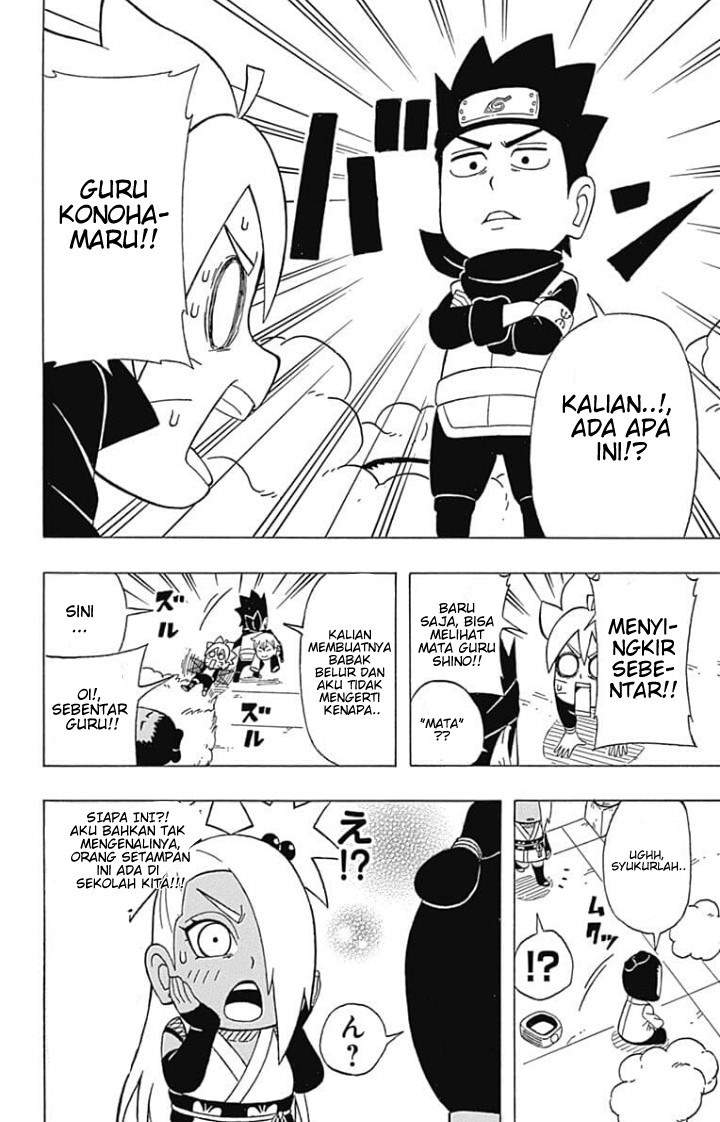 KALIAN..!,
ADA APA
INI!?
バン
GURU
KONOHA-
MARU!!
MENYI-
NGKIR
SEBE-
NTAR!!
BARU
SAJA, BISA
MELIHAT
MATA GURU
SHINO!!
"MATA"
??
KALIAN
MEMBUATNYA
BABAK
BELUR DAN
AKU TIDAK
MENGERTI
KENAPA..
ズル
ズル
SINI
...
OI!,
SEBENTAR
GURU!!
UGHH,
SYUKURLAH..
ムクッ
!?
え!?
SIAPA INI?!
AKU BAHKAN TAK
MENGENALINYA,
ORANG SETAMPAN
INI ADA DI
SEKOLAH KITA!!!
ん?